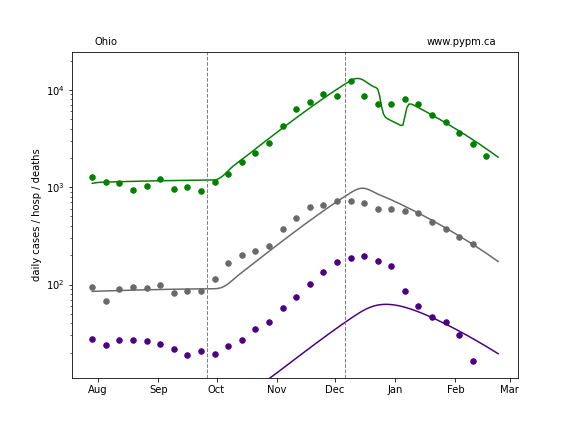 Ohio www.pypm.ca
daily cases / hosp / deaths
10⁴
10³
10²
Aug Sep Oct Nov Dec Jan Feb Mar